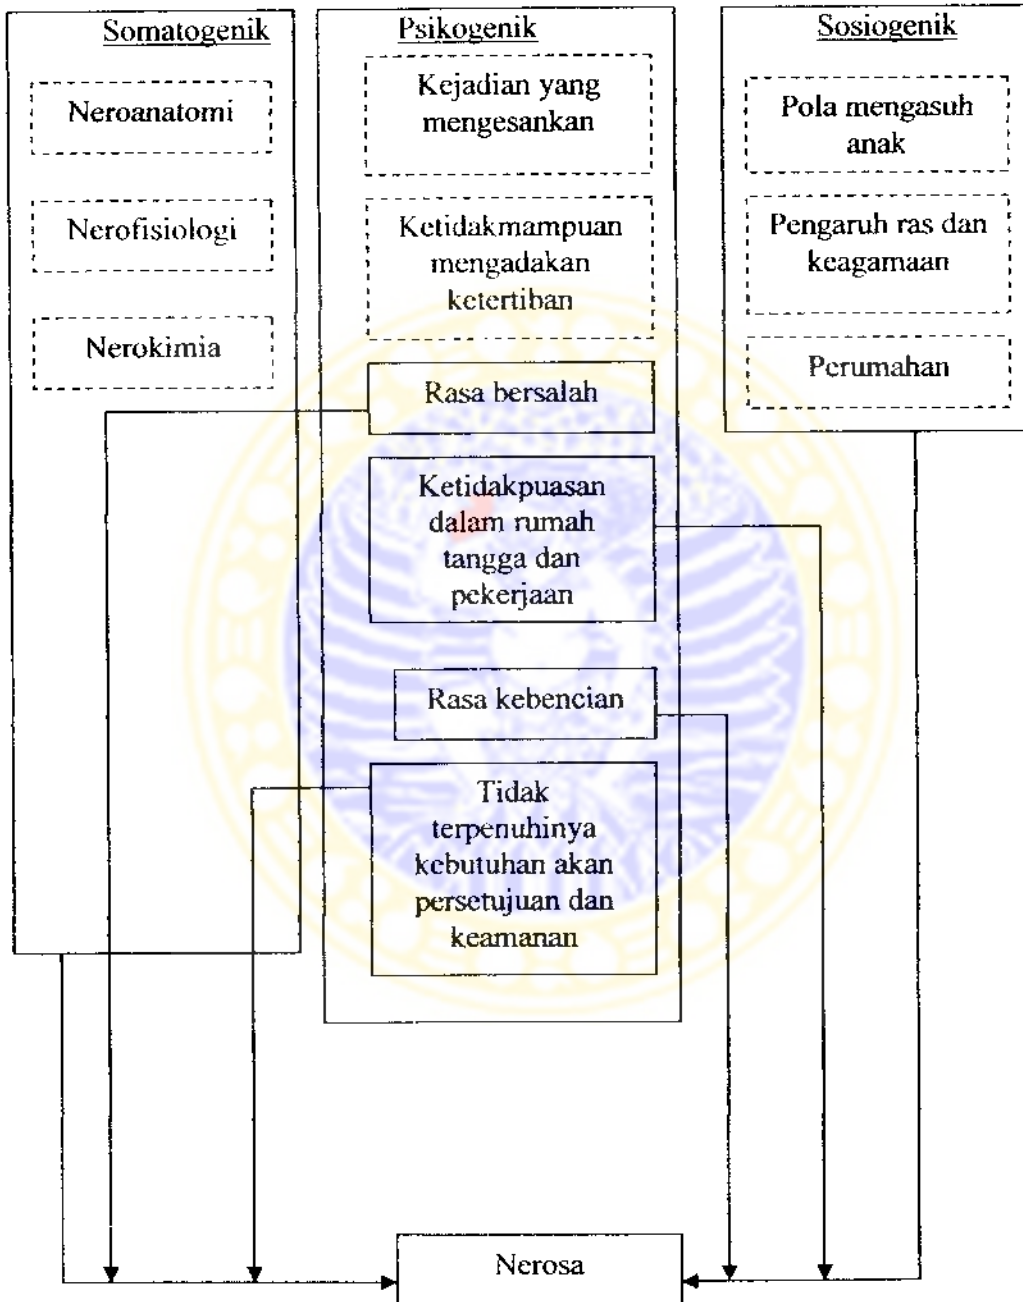 Somatogenik
Neroanatomi
Nerofisiologi
Nerokimia
Psikogenik
Kejadian yang
mengesankan
Ketidakmampuan
mengadakan
ketertiban
Rasa bersalah
Ketidakpuasan
dalam rumah
tangga dan
pekerjaan
Rasa kebencian
Tidak
terpenuhinya
kebutuhan akan
persetujuan dan
keamanan
Sosiogenik
Pola mengasuh
anak
Pengaruh ras dan
keagamaan
Perumahan
Nerosa